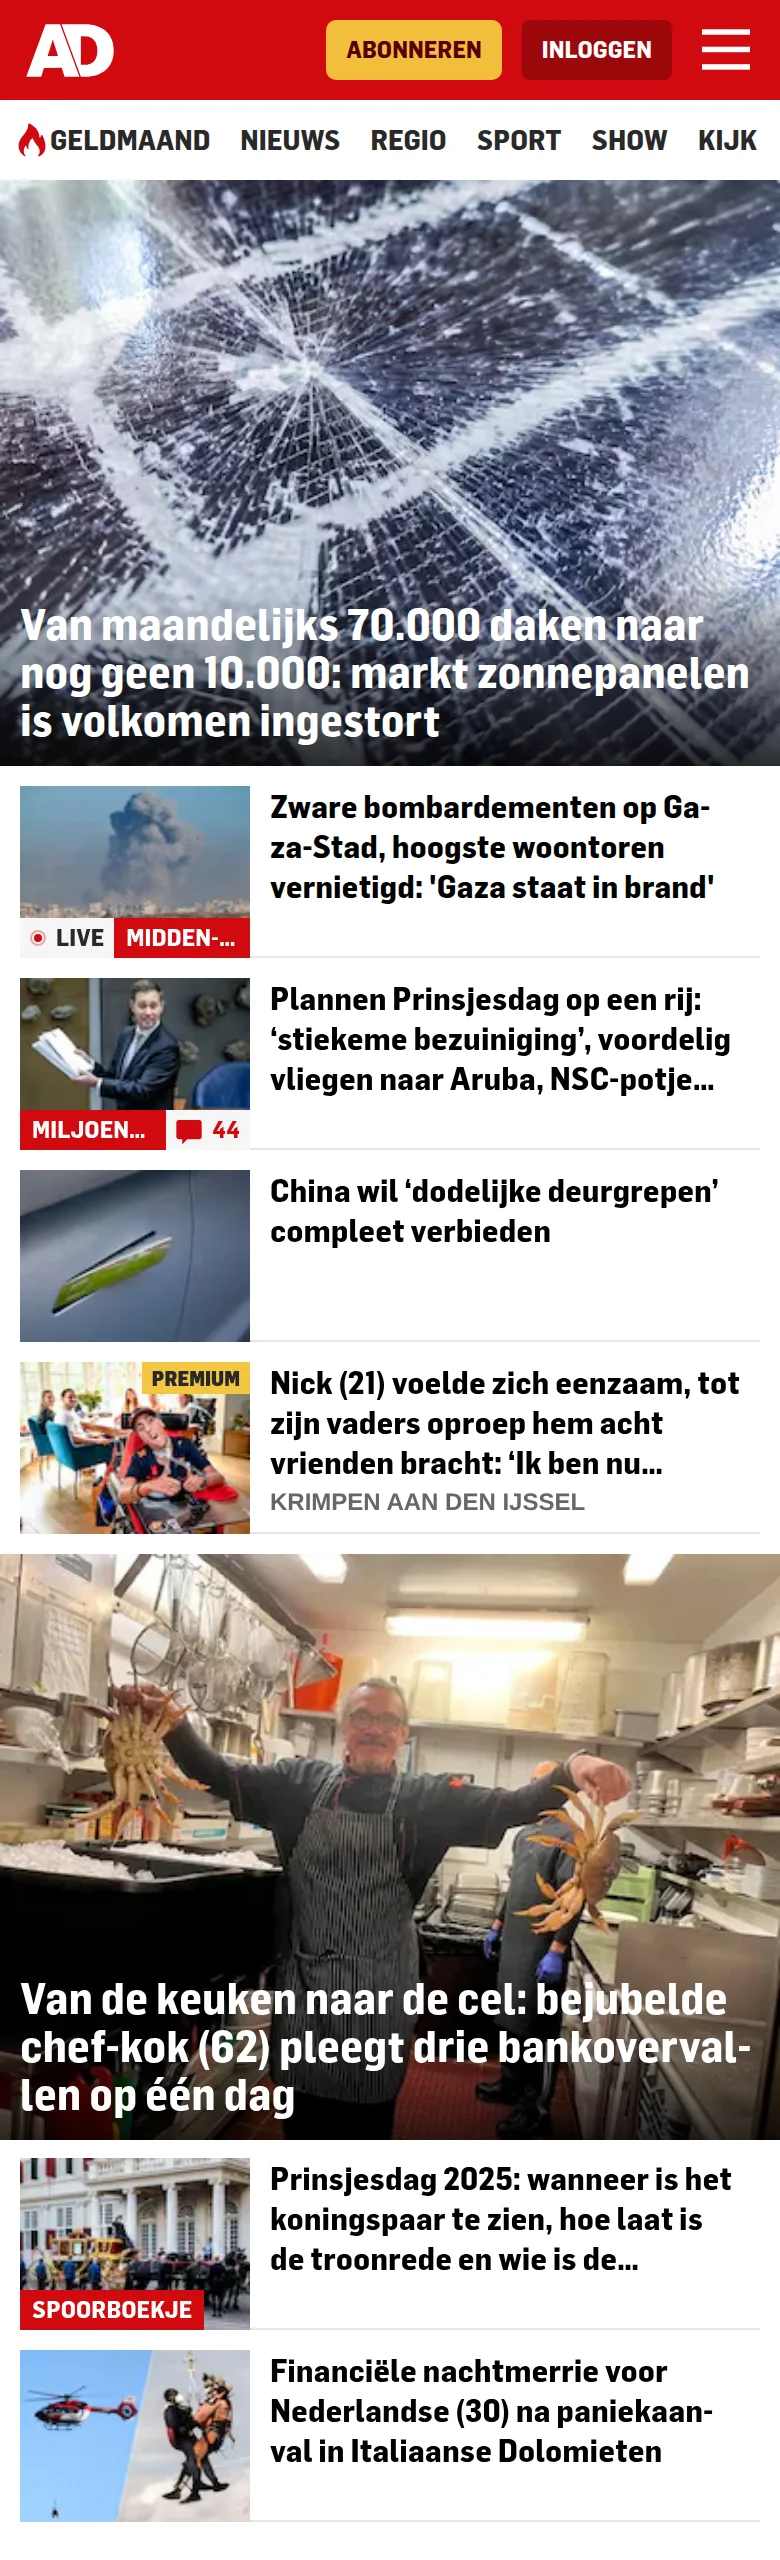 AD
ABONNEREN
INLOGGEN
GELDMAAND NIEUWS REGIO SPORT SHOW KIJK
Van maandelijks 70.000 daken naar
nog geen 10.000: markt zonnepanelen
is volkomen ingestort
Zware bombardementen op Ga-
za-Stad, hoogste woontoren
vernietigd: 'Gaza staat in brand'
LIVE MIDDEN-...
Plannen Prinsjesdag op een rij:
‘stiekeme bezuiniging’, voordelig
vliegen naar Aruba, NSC-potje...
MILJOEN... 44
China wil ‘dodelijke deurgrepen’
compleet verbieden
PREMIUM
Nick (21) voelde zich eenzaam, tot
zijn vaders oproep hem acht
vrienden bracht: ‘Ik ben nu...
KRIMPEN AAN DEN IJSSEL
Van de keuken naar de cel: bejubelde
chef-kok (62) pleegt drie bankoverval-
len op één dag
Prinsjesdag 2025: wanneer is het
koningspaar te zien, hoe laat is
de troonrede en wie is de...
SPOORBOEKJE
Financiële nachtmerrie voor
Nederlandse (30) na paniekaan-
val in Italiaanse Dolomieten